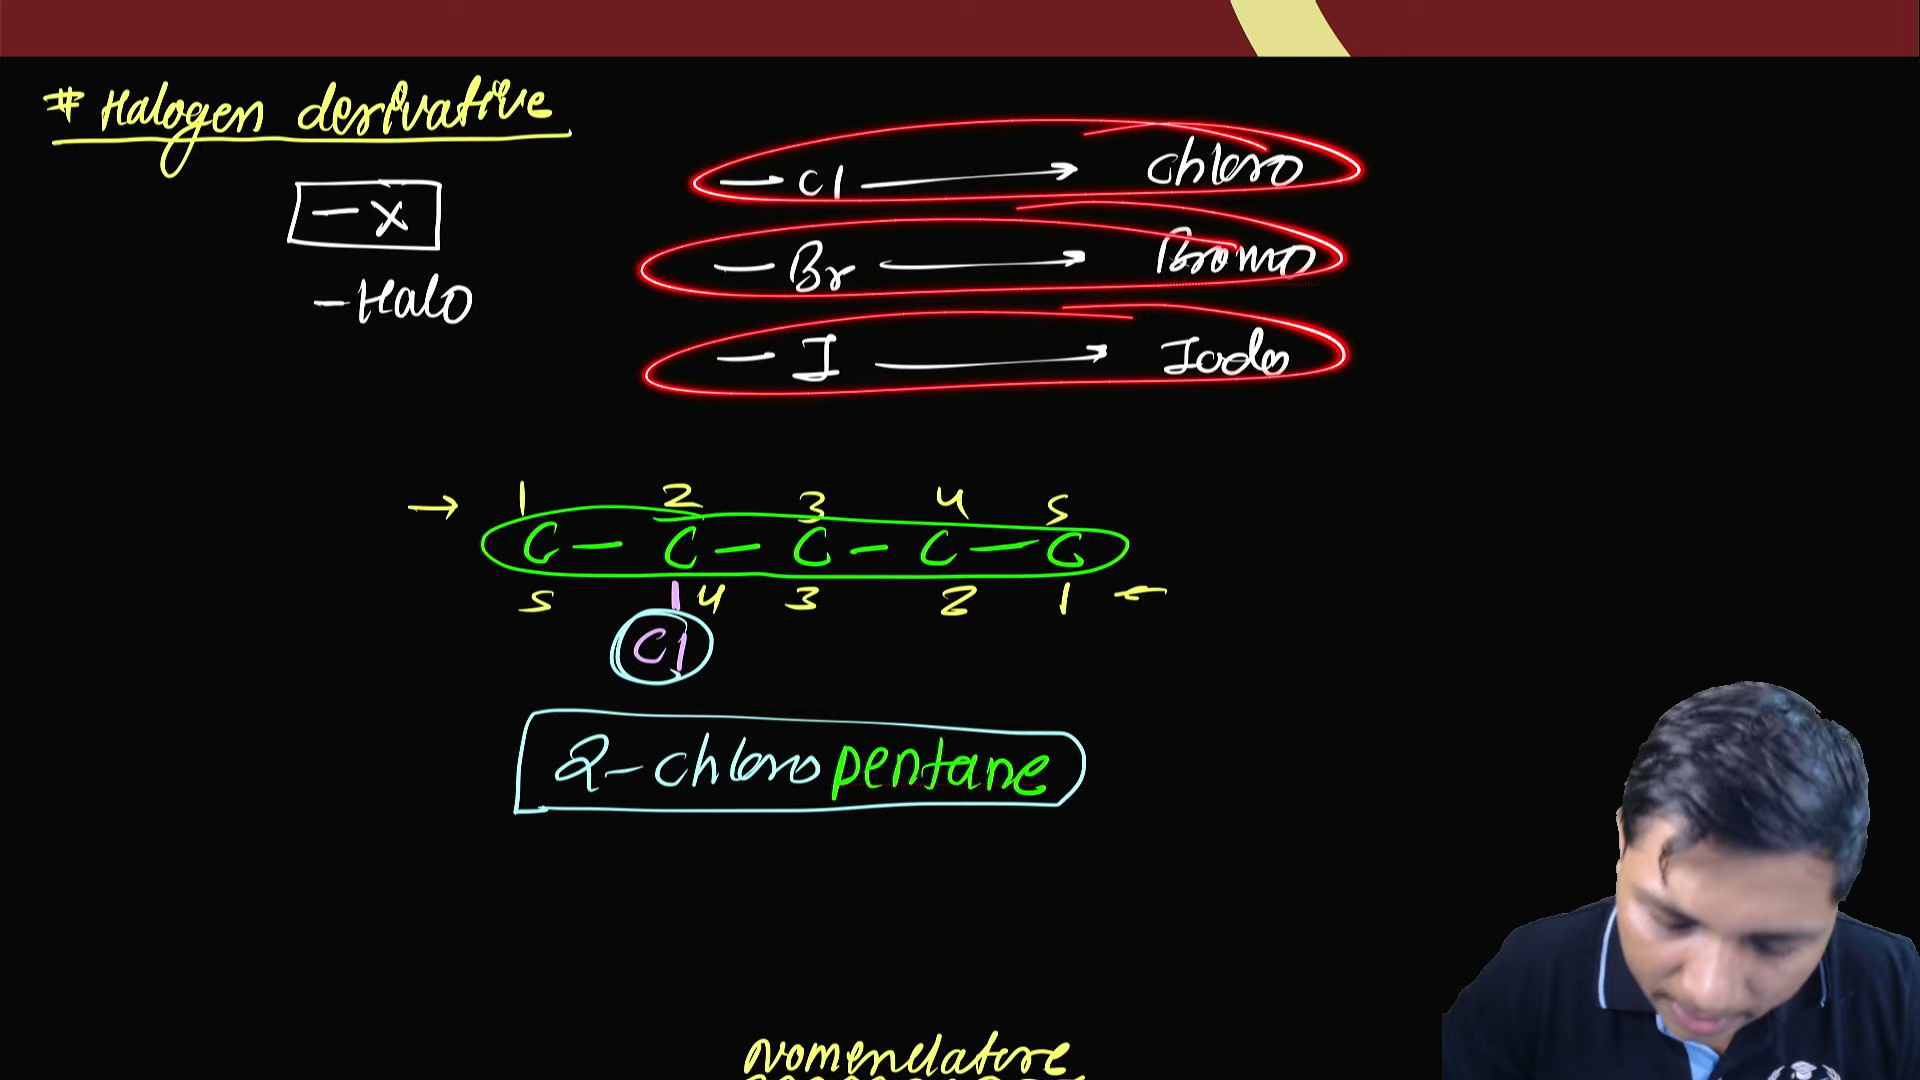 # Halogen derivative
- X
- Halo
- Cl → chloro
- Br → Bromo
- I → Iodo
→ 1 2 3 4 5
C - C - C - C - C
5 4 3 2 1 ←
Cl
2-chloropentane
nomenclature